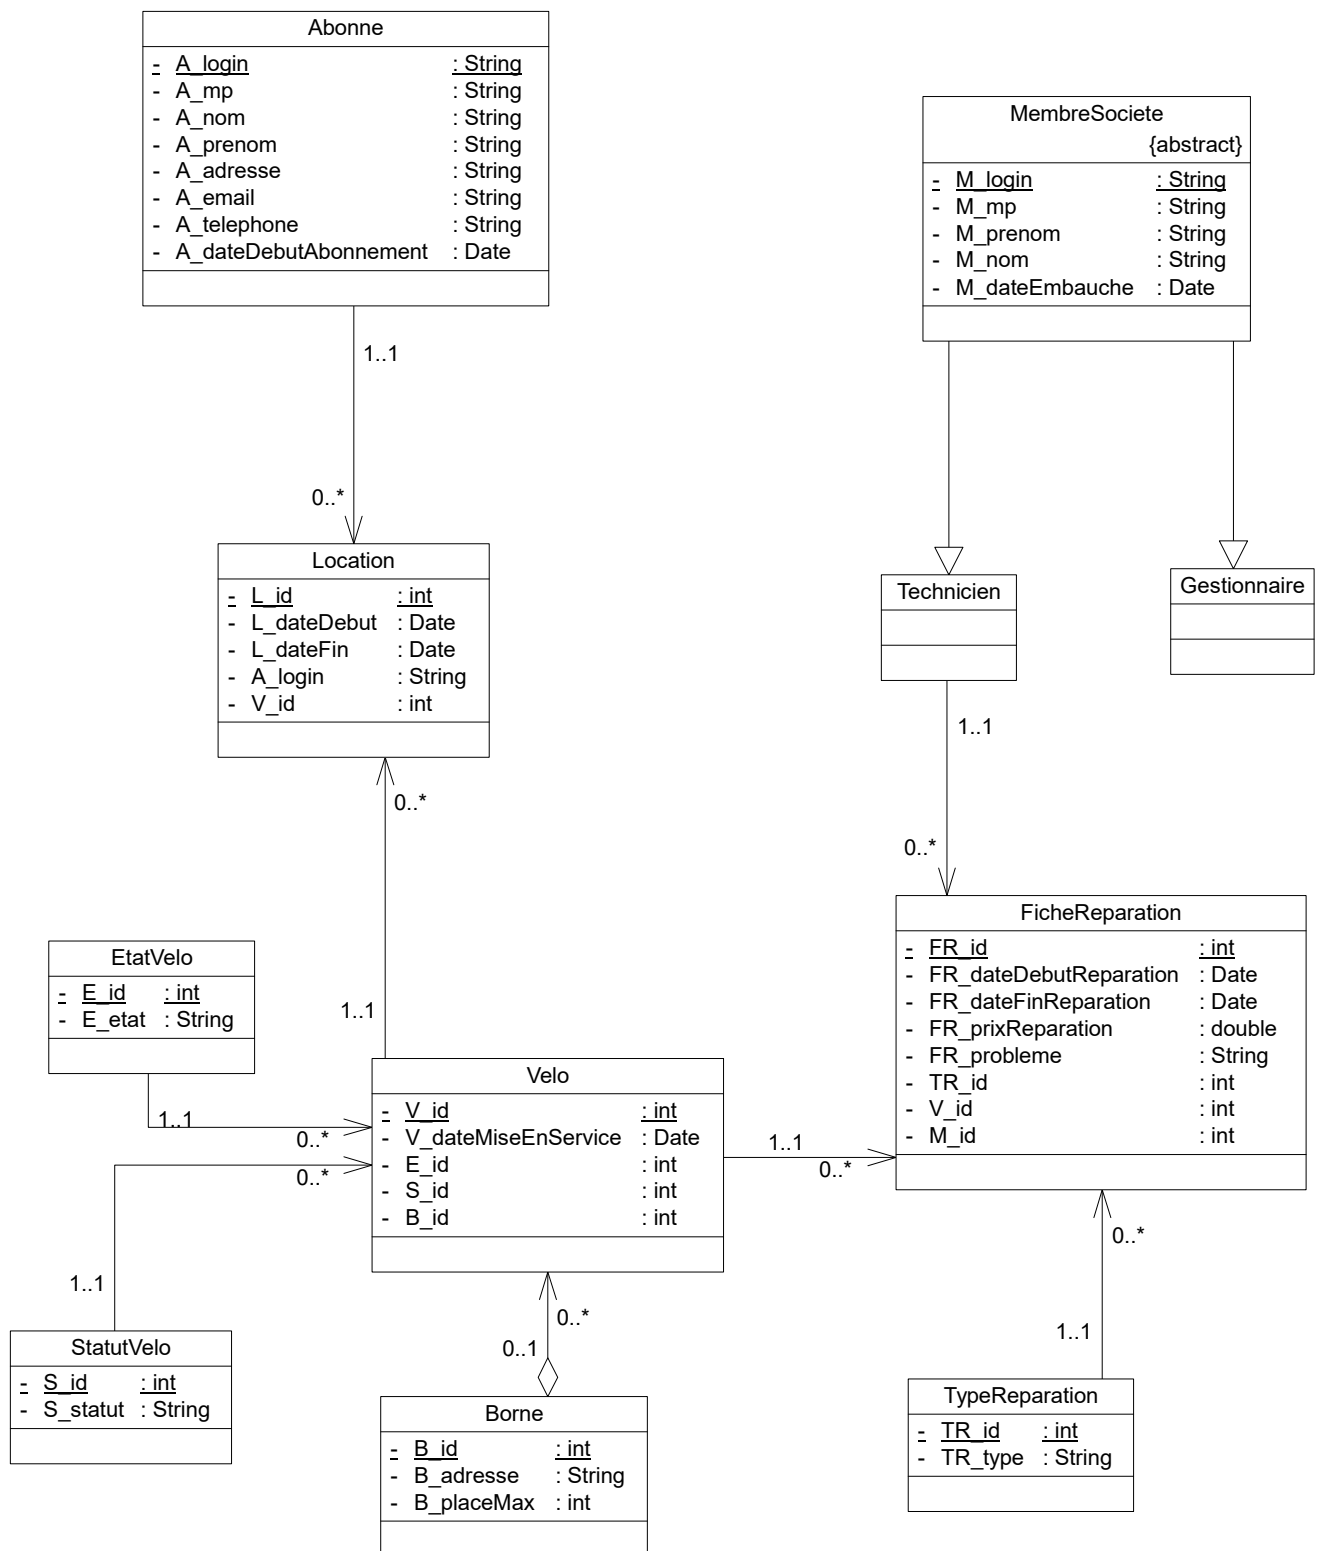 Abonne
- A_login : String
- A_mp : String
- A_nom : String
- A_prenom : String
- A_adresse : String
- A_email : String
- A_telephone : String
- A_dateDebutAbonnement : Date
MembreSociete
{abstract}
- M_login : String
- M_mp : String
- M_prenom : String
- M_nom : String
- M_dateEmbauche : Date
1..1
0..*
Location
- L_id : int
- L_dateDebut : Date
- L_dateFin : Date
- A_login : String
- V_id : int
Technicien
Gestionnaire
1..1
0..*
0..*
FicheReparation
- FR_id : int
- FR_dateDebutReparation : Date
- FR_dateFinReparation : Date
- FR_prixReparation : double
- FR_probleme : String
- TR_id : int
- V_id : int
- M_id : int
EtatVelo
- E_id : int
- E_etat : String
1..1
1..1
0..*
0..*
Velo
- V_id : int
- V_dateMiseEnService : Date
- E_id : int
- S_id : int
- B_id : int
1..1
0..*
0..*
1..1
1..1
StatutVelo
- S_id : int
- S_statut : String
0..*
0..1
Borne
- B_id : int
- B_adresse : String
- B_placeMax : int
TypeReparation
- TR_id : int
- TR_type : String